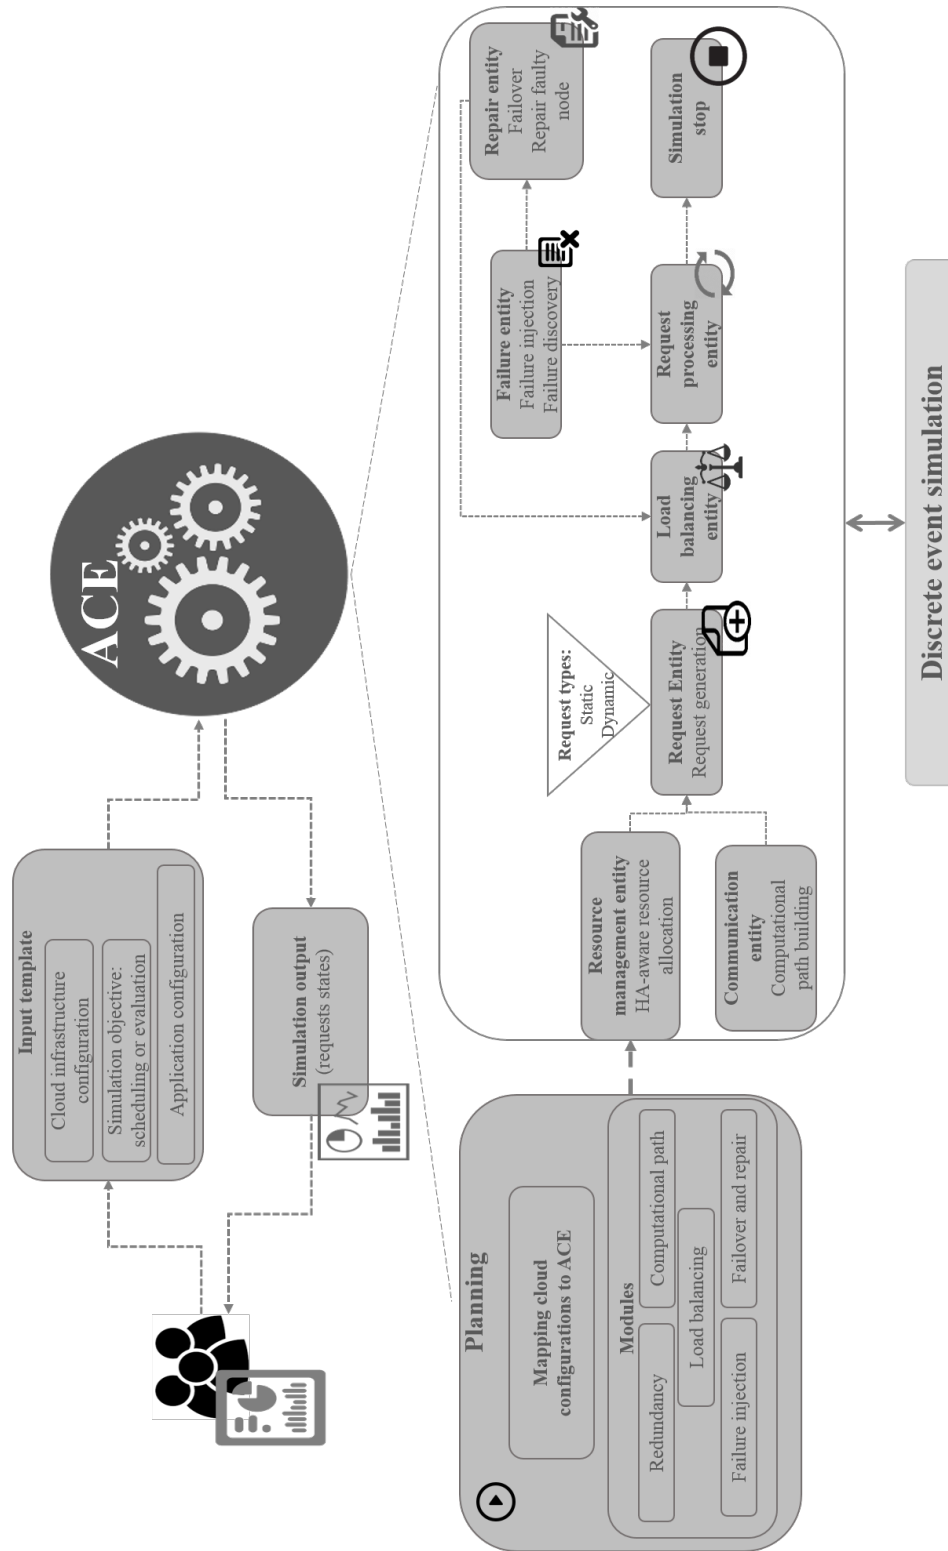 Input template
Cloud infrastructure
configuration
Simulation objective:
scheduling or evaluation
Application configuration
ACE
Simulation output
(requests states)
Planning
Mapping cloud
configurations to ACE
Modules
Redundancy
Computational path
Load balancing
Failure injection
Failover and repair
Resource
management entity
HA-aware resource
allocation
Communication
entity
Computational
path building
Request types:
Static
Dynamic
Request Entity
Request generation
Load
balancing
entity
Failure entity
Failure injection
Failure discovery
Request
processing
entity
Repair entity
Failover
Repair faulty
node
Simulation
stop
Discrete event simulation